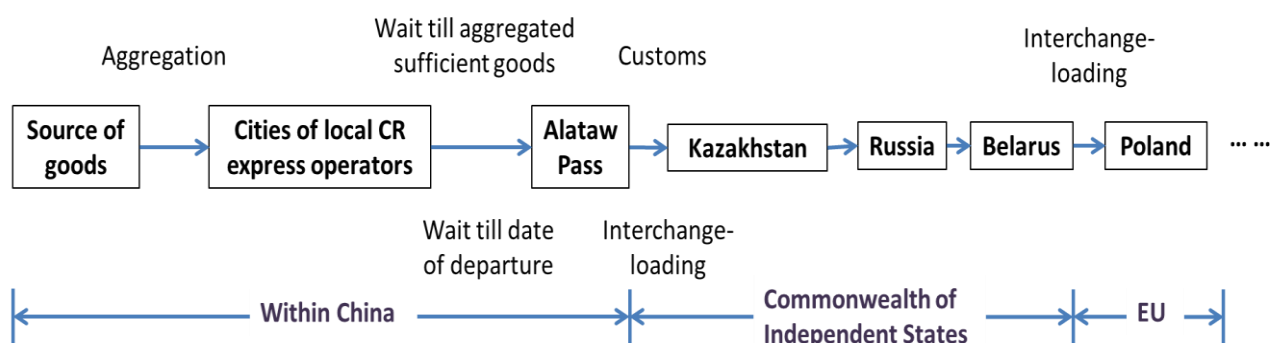 Aggregation
Wait till aggregated
sufficient goods
Customs
Interchange-
loading
Source of
goods
Cities of local CR
express operators
Alataw
Pass
Kazakhstan
Russia
Belarus
Poland
... ...
Wait till date
of departure
Interchange-
loading
Within China
Commonwealth of
Independent States
EU